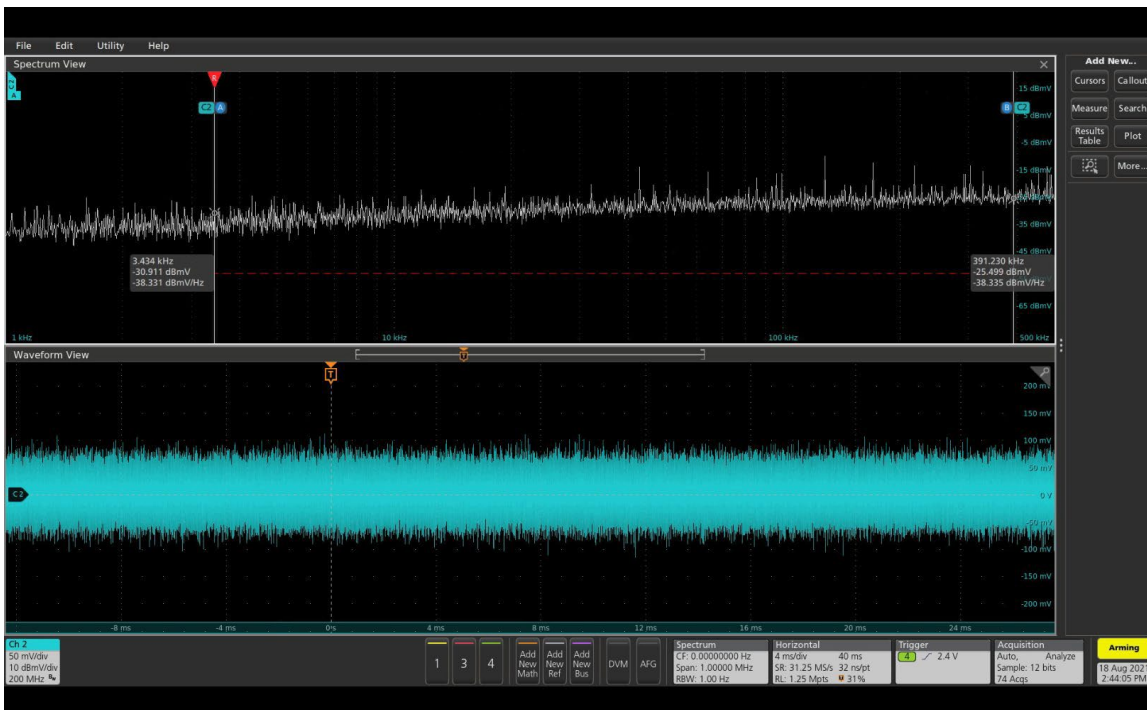 File Edit Utility Help
Spectrum View
C2
A
R
C2 A
B C2
15 dBmV
5 dBmV
-5 dBmV
-15 dBmV
-35 dBmV
-45 dBmV
-65 dBmV
3.434 kHz
-30.911 dBmV
-38.331 dBmV/Hz
391.230 kHz
-25.499 dBmV
-38.335 dBmV/Hz
1 kHz 10 kHz 100 kHz 500 kHz
Waveform View
T
T
200 mV
150 mV
100 mV
50 mV
C 2
0 V
-50 mV
-100 mV
-150 mV
-200 mV
-8 ms -4 ms 0 s 4 ms 8 ms 12 ms 16 ms 20 ms 24 ms
Add New...
Cursors Callout
Measure Search
Results Table Plot
More...
Ch 2
50 mV/div
10 dBmV/div
200 MHz
1 3 4
Add New Math
Add New Ref
Add New Bus
DVM AFG
Spectrum
CF: 0.00000000 Hz
Span: 1.00000 MHz
RBW: 1.00 Hz
Horizontal
4 ms/div 40 ms
SR: 31.25 MS/s 32 ns/pt
RL: 1.25 Mpts 31%
Trigger
4 2.4 V
Acquisition
Auto, Analyze
Sample: 12 bits
74 Acqs
Arming
18 Aug 2021
2:44:05 PM